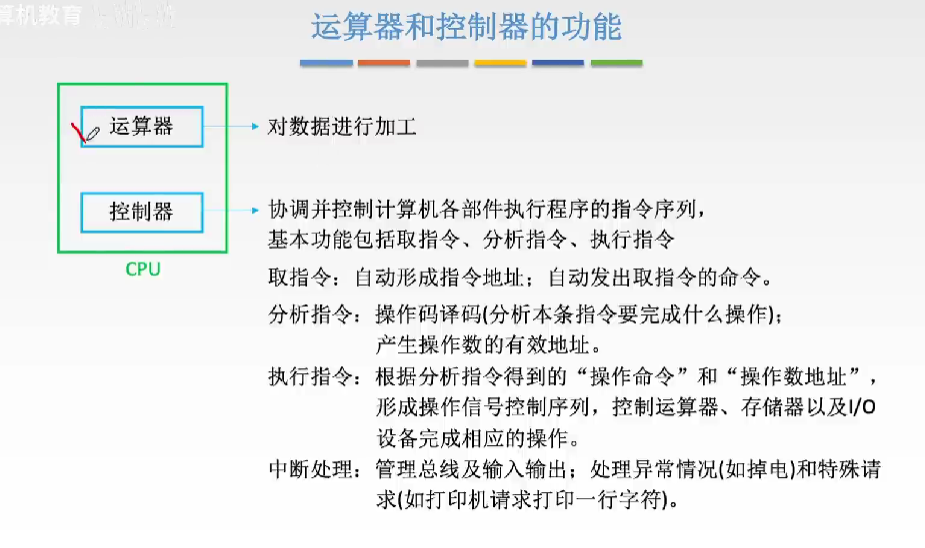 算机教育
运算器和控制器的功能
运算器
对数据进行加工
控制器
协调并控制计算机各部件执行程序的指令序列，
基本功能包括取指令、分析指令、执行指令
CPU
取指令：自动形成指令地址；自动发出取指令的命令。
分析指令：操作码译码(分析本条指令要完成什么操作)；
产生操作数的有效地址。
执行指令：根据分析指令得到的“操作命令”和“操作数地址”，
形成操作信号控制序列，控制运算器、存储器以及I/O
设备完成相应的操作。
中断处理：管理总线及输入输出；处理异常情况(如掉电)和特殊请
求(如打印机请求打印一行字符)。